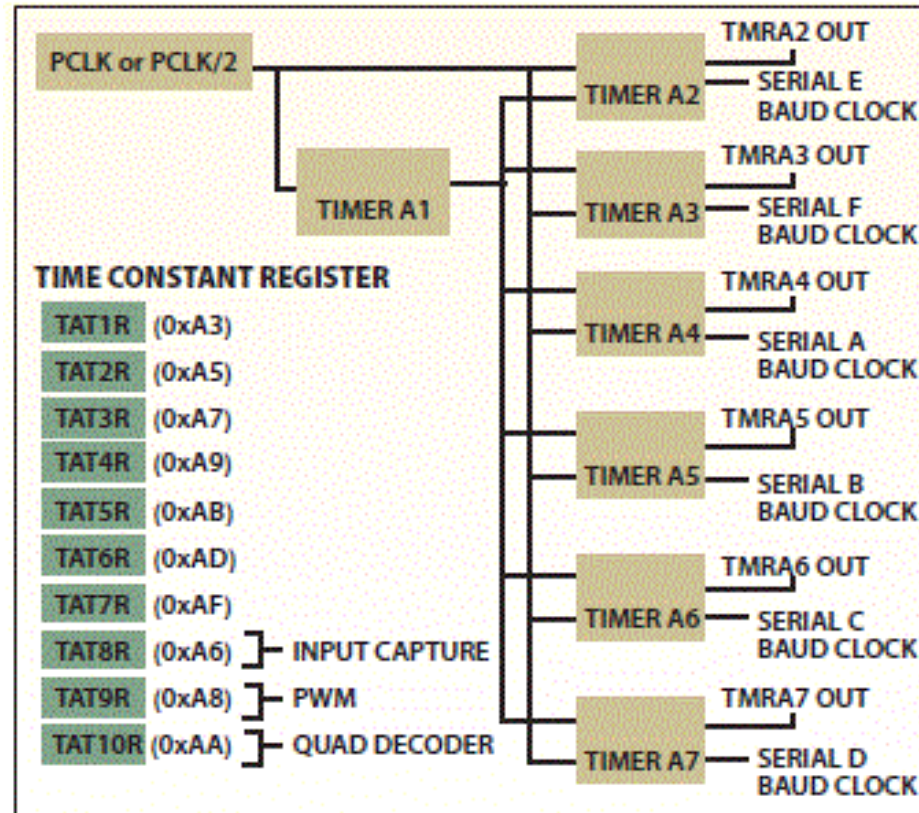 PCLK or PCLK/2
TIMER A1
TIME CONSTANT REGISTER
TAT1R (0xA3)
TAT2R (0xA5)
TAT3R (0xA7)
TAT4R (0xA9)
TAT5R (0xAB)
TAT6R (0xAD)
TAT7R (0xAF)
TAT8R (0xA6) INPUT CAPTURE
TAT9R (0xA8) PWM
TAT10R (0xAA) QUAD DECODER
TMRA2 OUT
TIMER A2
SERIAL E
BAUD CLOCK
TMRA3 OUT
TIMER A3
SERIAL F
BAUD CLOCK
TMRA4 OUT
TIMER A4
SERIAL A
BAUD CLOCK
TMRA5 OUT
TIMER A5
SERIAL B
BAUD CLOCK
TMRA6 OUT
TIMER A6
SERIAL C
BAUD CLOCK
TMRA7 OUT
TIMER A7
SERIAL D
BAUD CLOCK